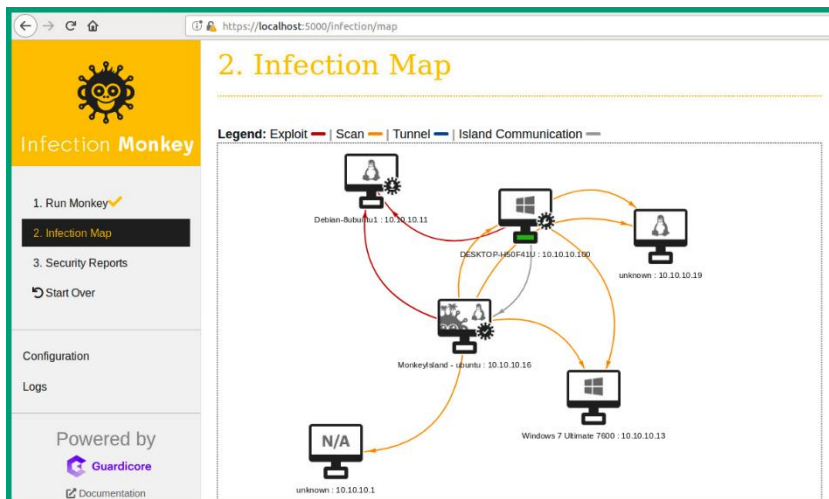 https://localhost:5000/infection/map
Infection Monkey
1. Run Monkey
2. Infection Map
3. Security Reports
Start Over
Configuration
Logs
Powered by
Guardicore
Documentation
2. Infection Map
Legend: Exploit | Scan | Tunnel | Island Communication
Debian-8ubuntu1 : 10.10.10.11
DESKTOP-H50F41U : 10.10.10.100
unknown : 10.10.10.19
MonkeyIsland - ubuntu : 10.10.10.16
Windows 7 Ultimate 7600 : 10.10.10.13
N/A
unknown : 10.10.10.1